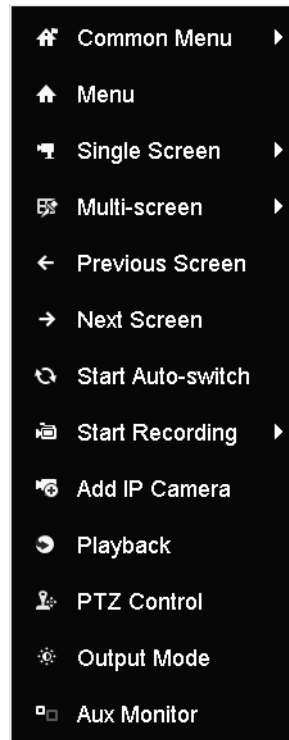 Common Menu
Menu
Single Screen
Multi-screen
Previous Screen
Next Screen
Start Auto-switch
Start Recording
Add IP Camera
Playback
PTZ Control
Output Mode
Aux Monitor